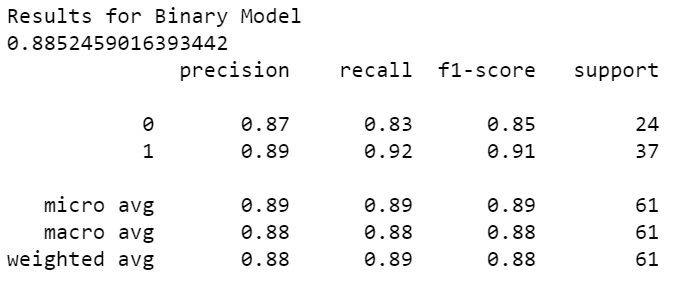 Results for Binary Model
0.8852459016393442
precision recall f1-score support
0 0.87 0.83 0.85 24
1 0.89 0.92 0.91 37
micro avg 0.89 0.89 0.89 61
macro avg 0.88 0.88 0.88 61
weighted avg 0.88 0.89 0.88 61